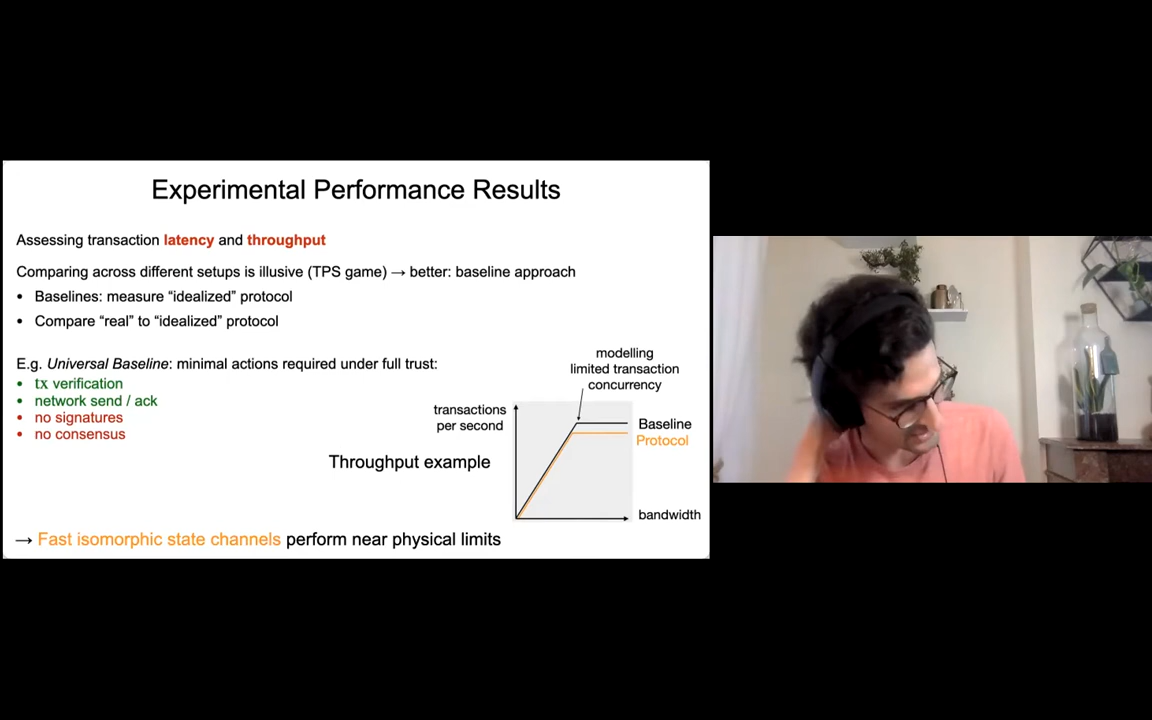 Experimental Performance Results
Assessing transaction latency and throughput
Comparing across different setups is illusive (TPS game) → better: baseline approach
• Baselines: measure “idealized” protocol
• Compare “real” to “idealized” protocol
E.g. Universal Baseline: minimal actions required under full trust:
• tx verification
• network send / ack
• no signatures
• no consensus
modelling
limited transaction
concurrency
transactions
per second
Baseline
Protocol
Throughput example
bandwidth
→ Fast isomorphic state channels perform near physical limits